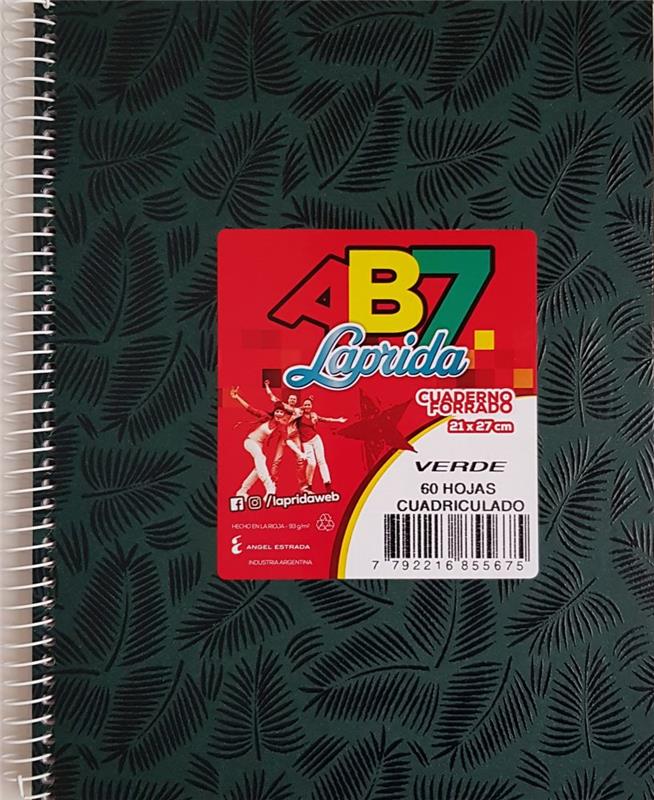 AB7
Laprida
CUADERNO
FORRADO
21 x 27 cm
VERDE
60 HOJAS
CUADRICULADO
/lapridaweb
HECHO EN LA RIOJA - 93 g/m²
ANGEL ESTRADA
INDUSTRIA ARGENTINA
7 792216 855675